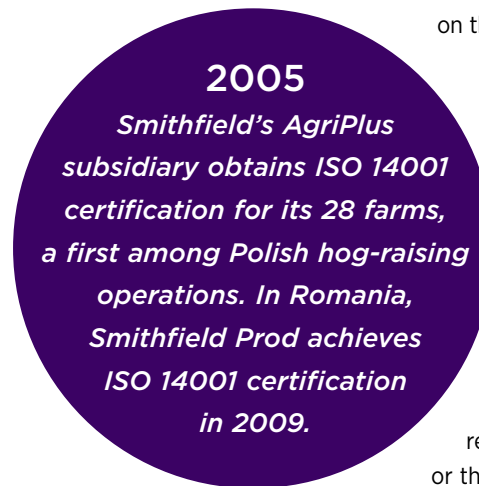 on th
2005
Smithfield's AgriPlus
subsidiary obtains ISO 14001
certification for its 28 farms,
a first among Polish hog-raising
operations. In Romania,
Smithfield Prod achieves
ISO 14001 certification
in 2009.
re
or th